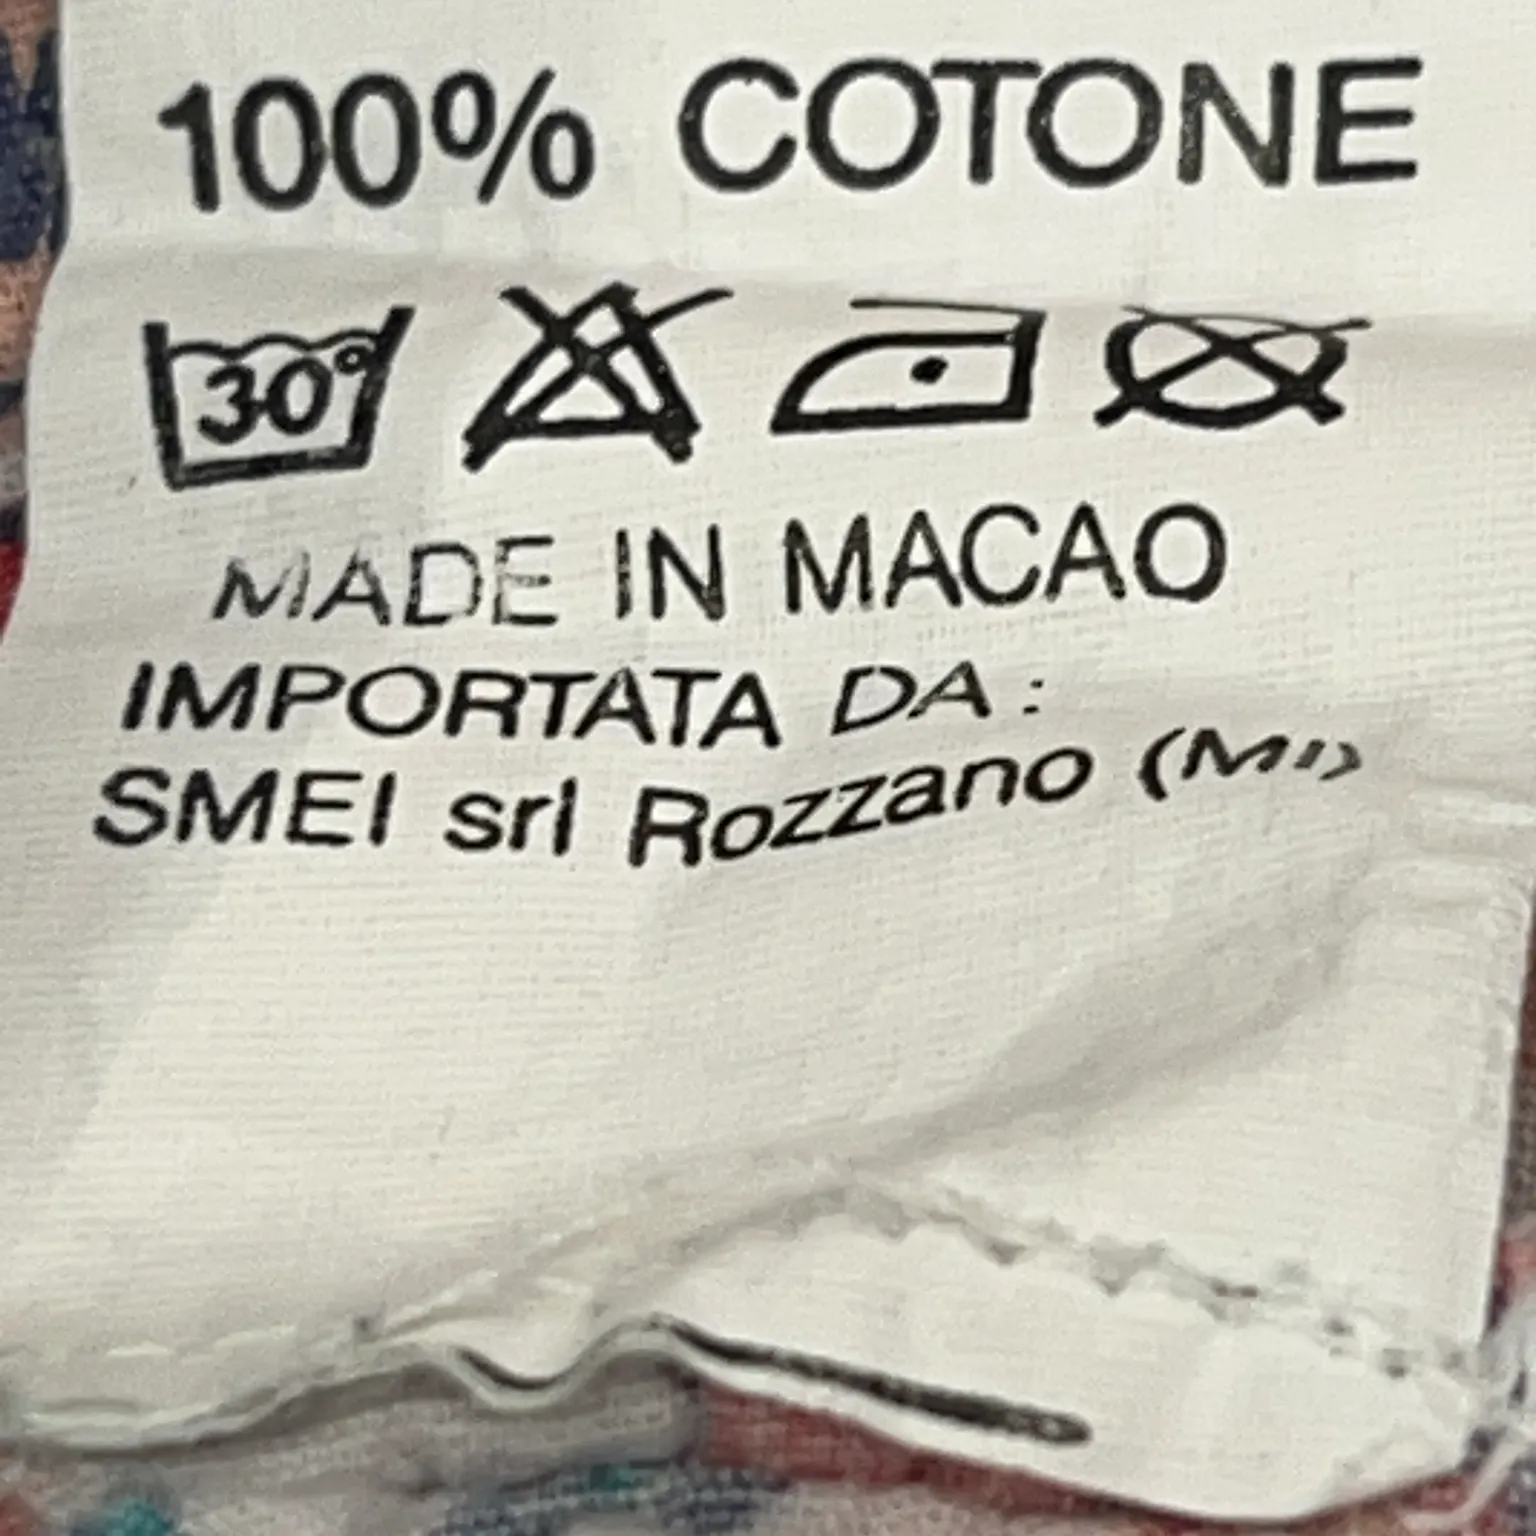 100% COTONE
30°
MADE IN MACAO
IMPORTATA DA :
SMEI srl Rozzano (MI)